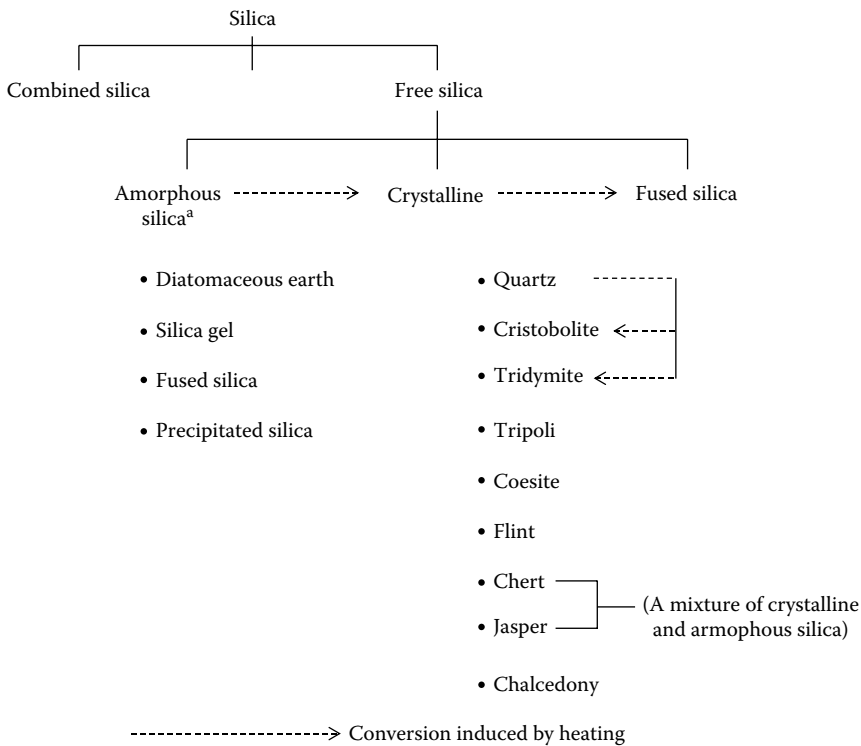 Silica
Combined silica
Free silica
Amorphous
silicaª
Crystalline
Fused silica
• Diatomaceous earth
• Silica gel
• Fused silica
• Precipitated silica
• Quartz
• Cristobolite
• Tridymite
• Tripoli
• Coesite
• Flint
• Chert
• Jasper
(A mixture of crystalline
and armophous silica)
• Chalcedony
Conversion induced by heating